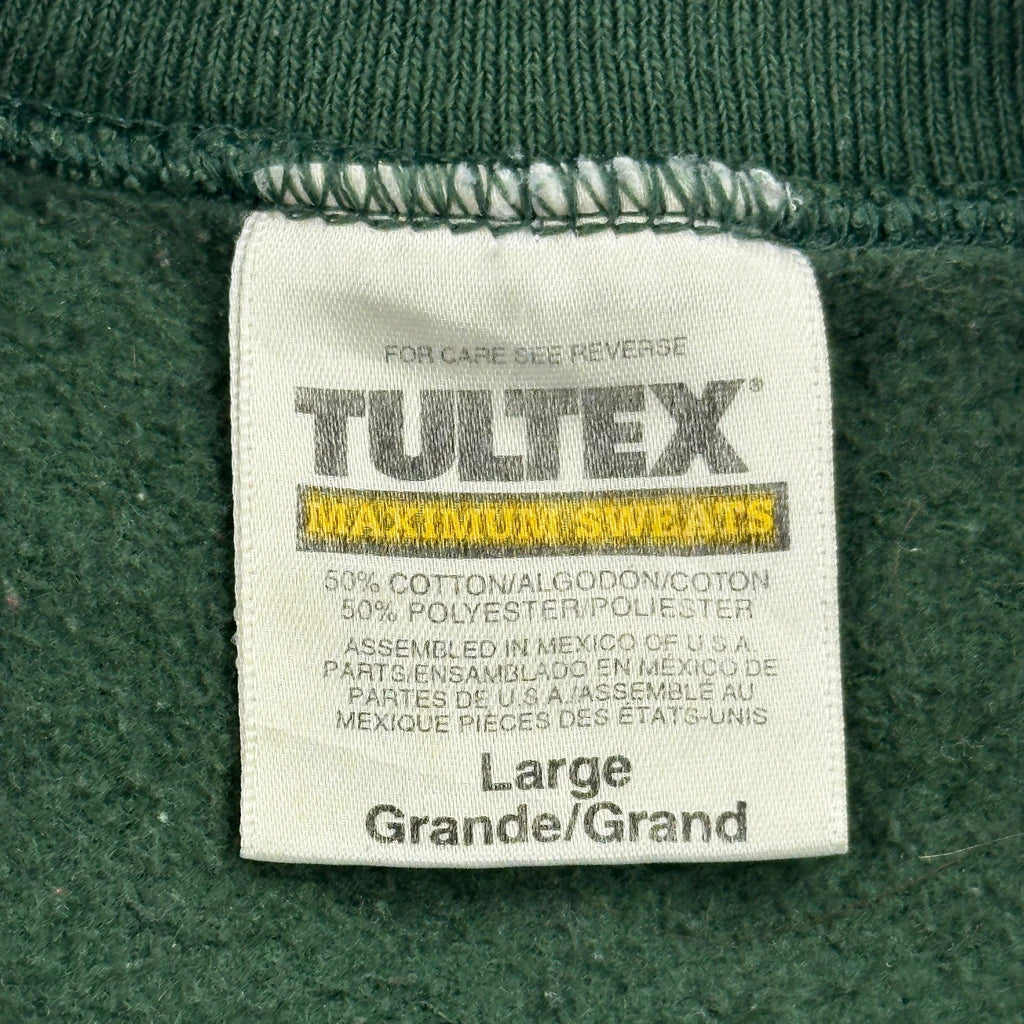 FOR CARE SEE REVERSE
TULTEX®
MAXIMUM SWEATS
50% COTTON/ALGODÓN/COTON
50% POLYESTER/POLIESTER
ASSEMBLED IN MEXICO OF U.S.A.
PARTS/ENSAMBLADO EN MÉXICO DE
PARTES DE U.S.A./ASSEMBLÉ AU
MEXIQUE PIÈCES DES ÉTATS-UNIS
Large
Grande/Grand